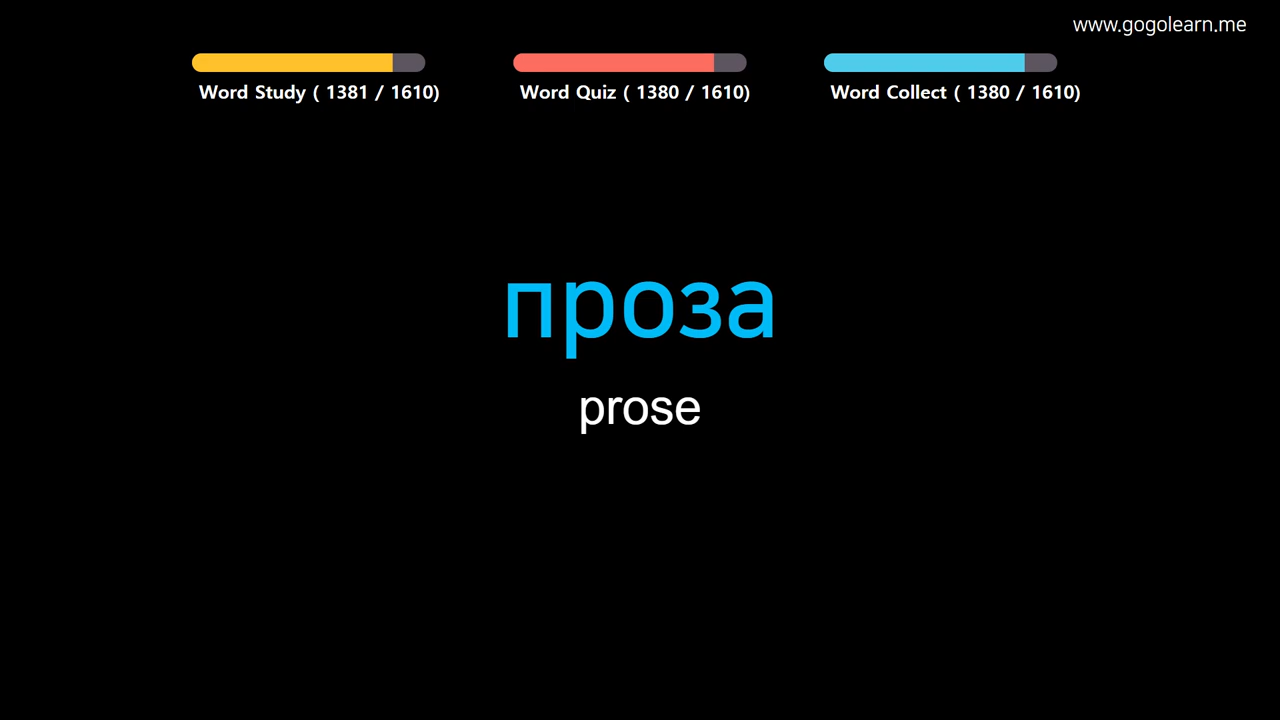 www.gogolearn.me
Word Study ( 1381 / 1610)
Word Quiz ( 1380 / 1610)
Word Collect ( 1380 / 1610)
проза
prose